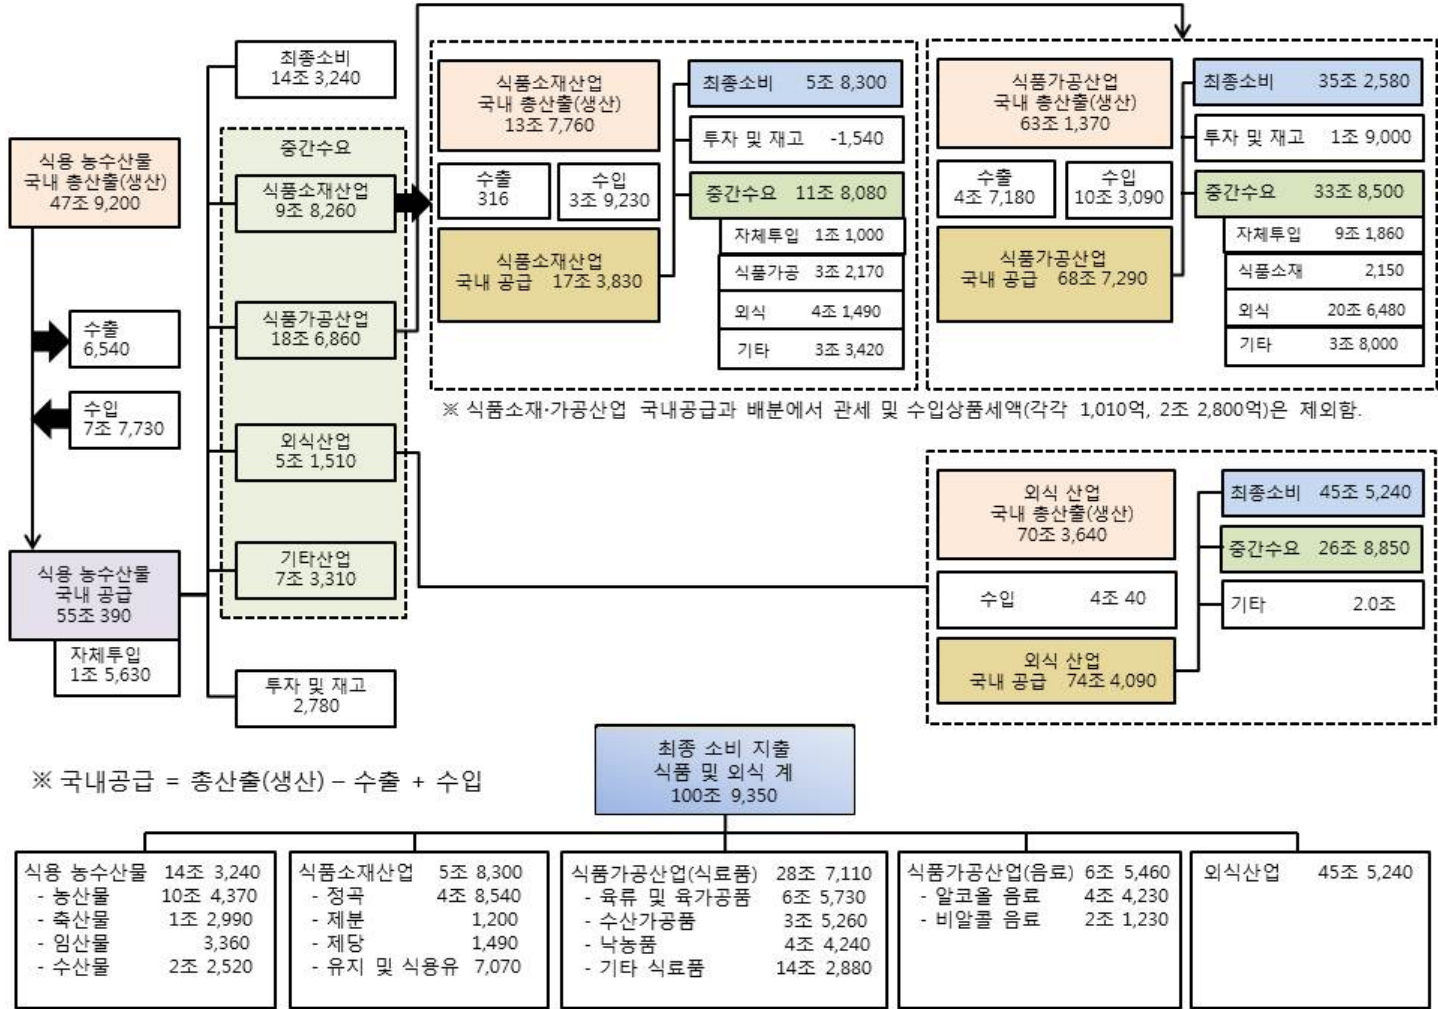 식용 농수산물
국내 총산출(생산)
47조 9,200
수출
6,540
수입
7조 7,730
식용 농수산물
국내 공급
55조 390
자체투입
1조 5,630
최종소비
14조 3,240
중간수요
식품소재산업
9조 8,260
식품가공산업
18조 6,860
외식산업
5조 1,510
기타산업
7조 3,310
투자 및 재고
2,780
식품소재산업
국내 총산출(생산)
13조 7,760
수출
316
수입
3조 9,230
식품소재산업
국내 공급 17조 3,830
최종소비 5조 8,300
투자 및 재고 -1,540
중간수요 11조 8,080
자체투입 1조 1,000
식품가공 3조 2,170
외식 4조 1,490
기타 3조 3,420
식품가공산업
국내 총산출(생산)
63조 1,370
수출
4조 7,180
수입
10조 3,090
식품가공산업
국내 공급 68조 7,290
최종소비 35조 2,580
투자 및 재고 1조 9,000
중간수요 33조 8,500
자체투입 9조 1,860
식품소재 2,150
외식 20조 6,480
기타 3조 8,000
※ 식품소재·가공산업 국내공급과 배분에서 관세 및 수입상품세액(각각 1,010억, 2조 2,800억)은 제외함.
외식 산업
국내 총산출(생산)
70조 3,640
수입 4조 40
외식 산업
국내 공급 74조 4,090
최종소비 45조 5,240
중간수요 26조 8,850
기타 2.0조
※ 국내공급 = 총산출(생산) – 수출 + 수입
최종 소비 지출
식품 및 외식 계
100조 9,350
식용 농수산물 14조 3,240
- 농산물 10조 4,370
- 축산물 1조 2,990
- 임산물 3,360
- 수산물 2조 2,520
식품소재산업 5조 8,300
- 정곡 4조 8,540
- 제분 1,200
- 제당 1,490
- 유지 및 식용유 7,070
식품가공산업(식료품) 28조 7,110
- 육류 및 육가공품 6조 5,730
- 수산가공품 3조 5,260
- 낙농품 4조 4,240
- 기타 식료품 14조 2,880
식품가공산업(음료) 6조 5,460
- 알코올 음료 4조 4,230
- 비알콜 음료 2조 1,230
외식산업 45조 5,240